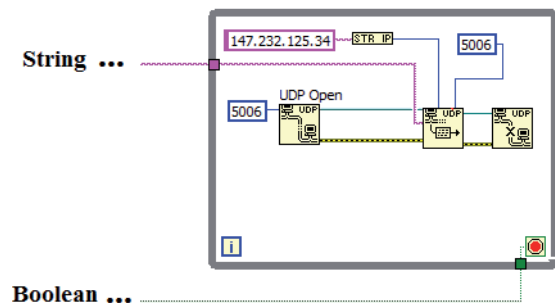 147.232.125.34 STR IP 5006
String ...
UDP Open
5006 UDP UDP UDP
i
Boolean ...